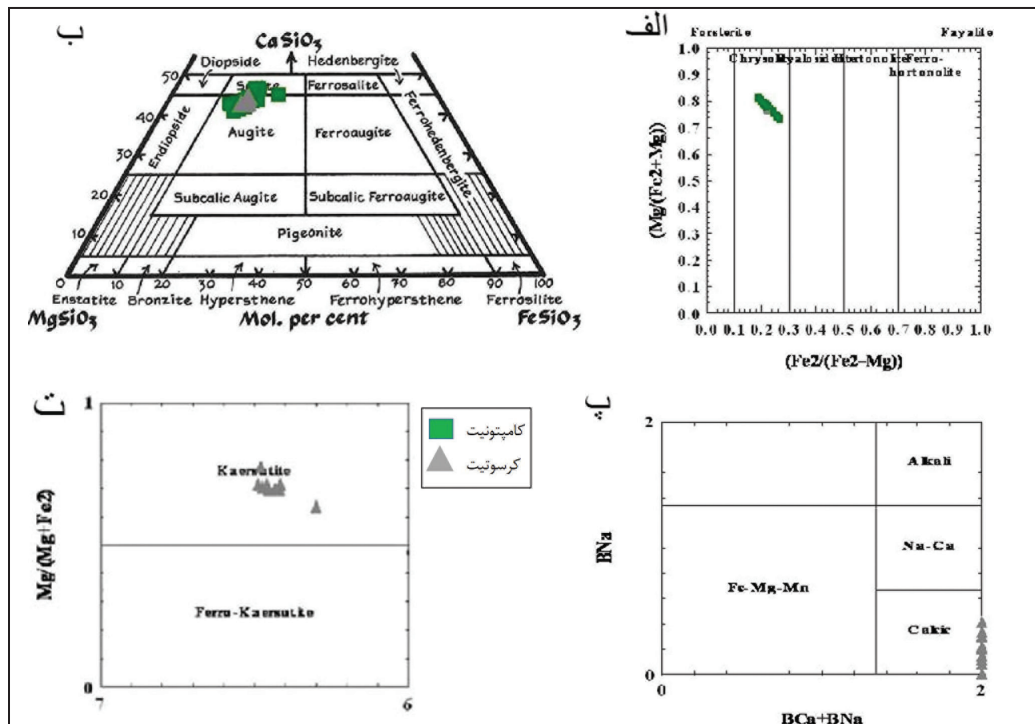 الف
Forsterite Fayalite
Chrysol Hyaloside Hortonolite Ferro-
hortonolite
1.0
0.9
0.8
0.7
0.6
0.5
0.4
0.3
0.2
0.1
0.0
(Mg/(Fe2+Mg))
0.0 0.1 0.2 0.3 0.4 0.5 0.6 0.7 0.8 0.9 1.0
(Fe2/(Fe2-Mg))
ب
CaSiO3
Diopside Hedenbergite
50
Salite Ferrosalite
40
Endiopside
Augite Ferroaugite
Ferrohedenbergite
30
20
Subcalic Augite Subcalic Ferroaugite
10
Pigeonite
0 10 20 30 40 50 60 70 80 90 100
Enstatite Bronzite Hypersthene Ferrohypersthene Ferrosilite
MgSiO3 Mol. per cent FeSiO3
2
Alkali
BNa
Na-Ca
Fe-Mg-Mn
Calcic
0
0 2
BCa+BNa
کامپتونیت
کرسوتیت
1
Kaersutite
Mg/(Mg+Fe2)
Ferro-Kaersutite
0
7 6